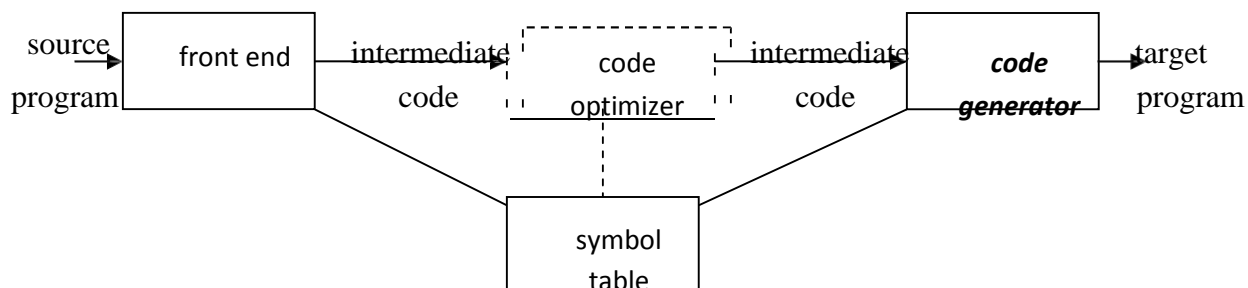 source
program
front end
intermediate
code
code
optimizer
intermediate
code
code
generator
target
program
symbol
table